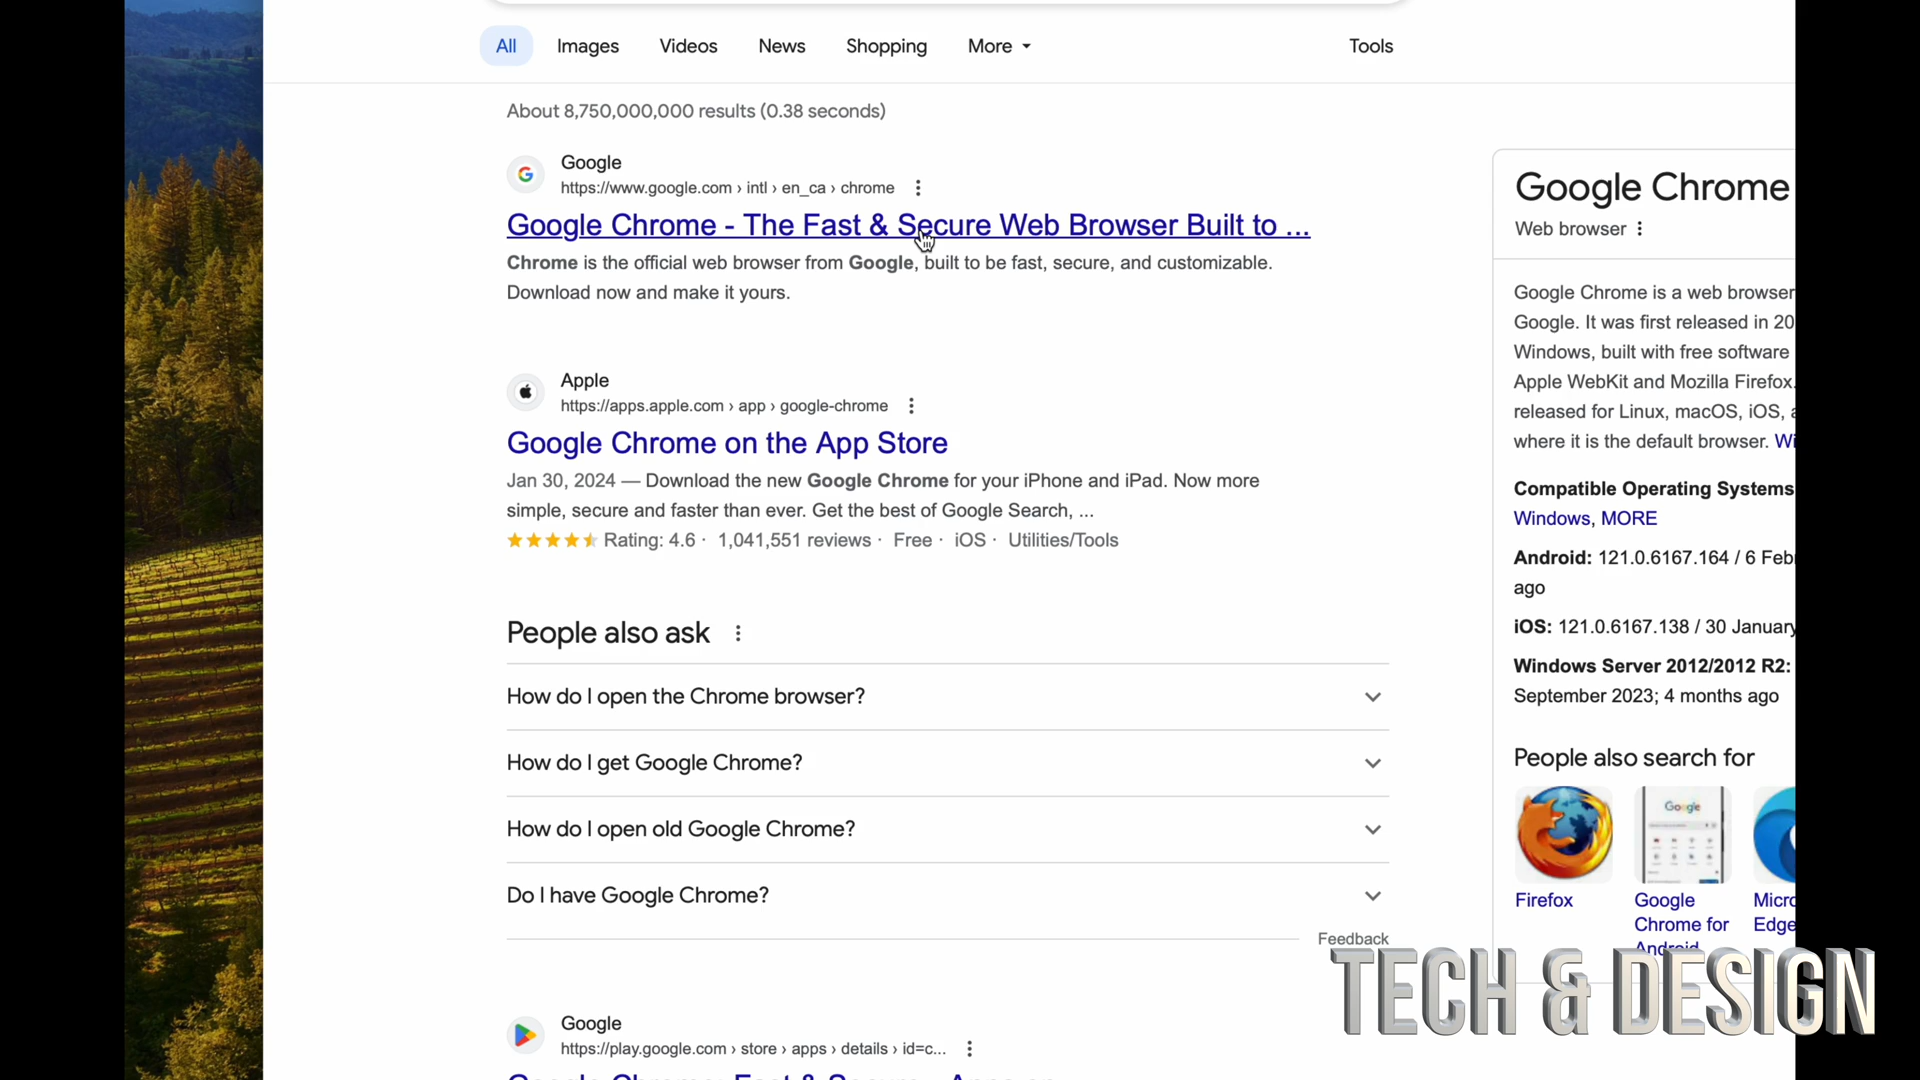 All
Images
Videos
News
Shopping
More
Tools
About 8,750,000,000 results (0.38 seconds)
Google
https://www.google.com › intl › en_ca › chrome
Google Chrome - The Fast & Secure Web Browser Built to ...
Chrome is the official web browser from Google, built to be fast, secure, and customizable.
Download now and make it yours.
Apple
https://apps.apple.com › app › google-chrome
Google Chrome on the App Store
Jan 30, 2024 — Download the new Google Chrome for your iPhone and iPad. Now more
simple, secure and faster than ever. Get the best of Google Search, ...
Rating: 4.6 · 1,041,551 reviews · Free · iOS · Utilities/Tools
People also ask
How do I open the Chrome browser?
How do I get Google Chrome?
How do I open old Google Chrome?
Do I have Google Chrome?
Feedback
Google
https://play.google.com › store › apps › details › id=c...
Google Chrome
Web browser
Google Chrome is a web browser
Google. It was first released in 20
Windows, built with free software
Apple WebKit and Mozilla Firefox.
released for Linux, macOS, iOS,
where it is the default browser. Wi
Compatible Operating Systems
Windows, MORE
Android: 121.0.6167.164 / 6 Feb
ago
iOS: 121.0.6167.138 / 30 January
Windows Server 2012/2012 R2:
September 2023; 4 months ago
People also search for
Google
Firefox
Google
Chrome for
Android
Micro
Edge
TECH & DESIGN